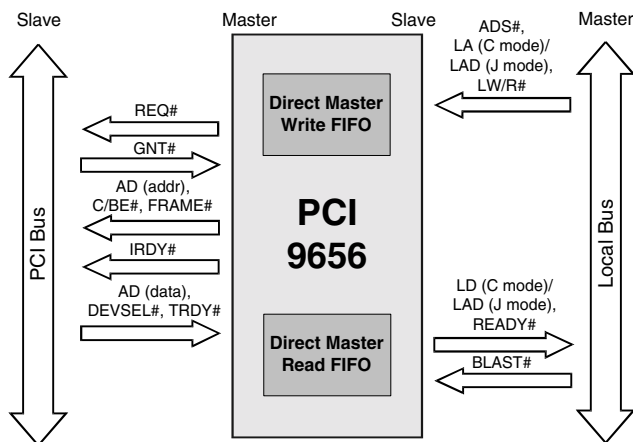 Slave
Master
Slave
Master
ADS#,
LA (C mode)/
LAD (J mode),
LW/R#
Direct Master
Write FIFO
REQ#
GNT#
AD (addr),
C/BE#, FRAME#
IRDY#
AD (data),
DEVSEL#, TRDY#
PCI Bus
PCI
9656
Local Bus
LD (C mode)/
LAD (J mode),
READY#
BLAST#
Direct Master
Read FIFO